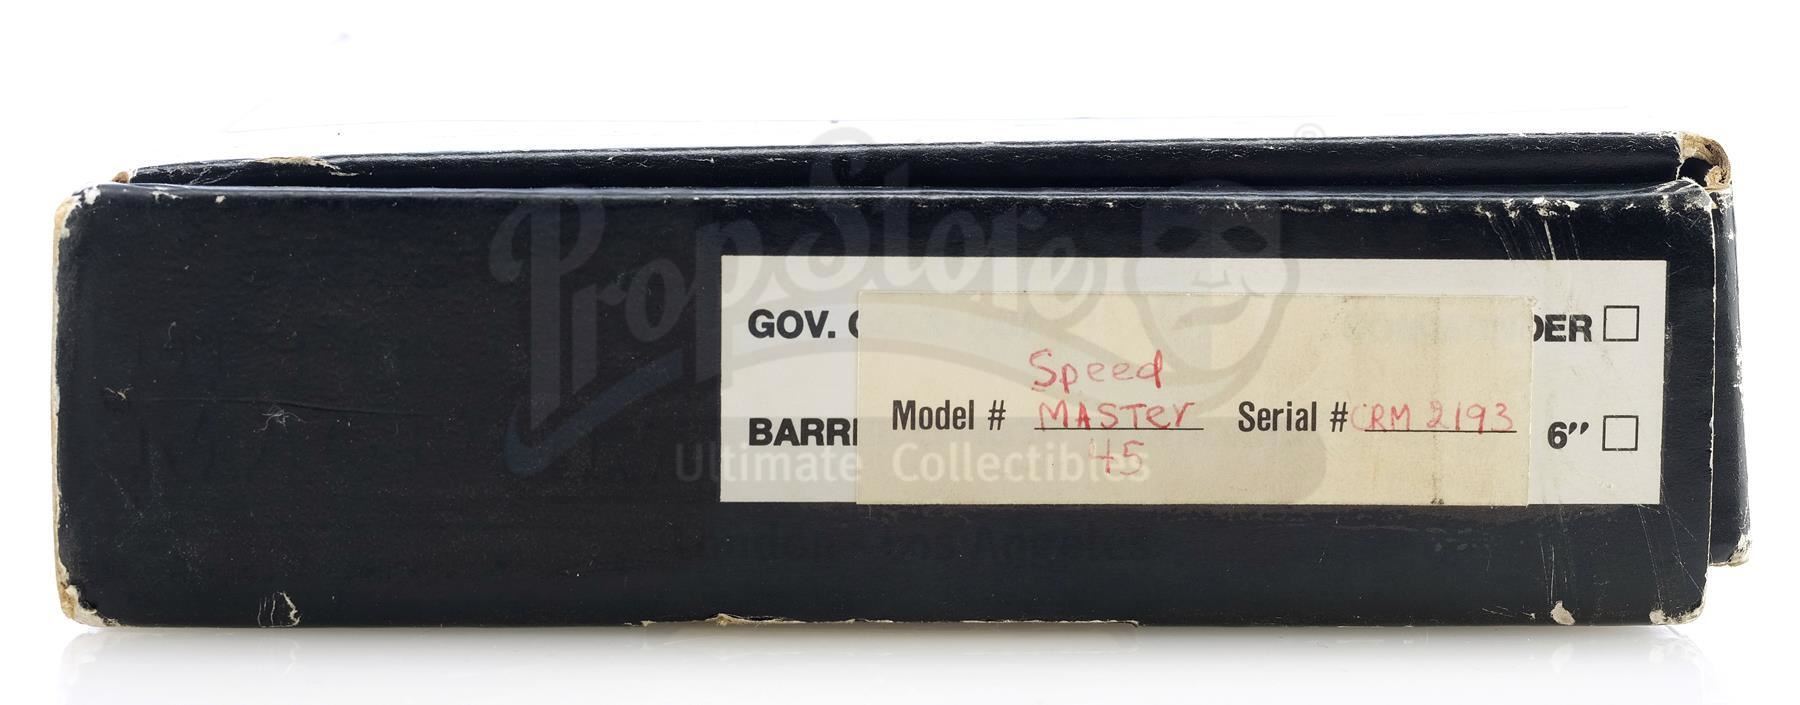 PropStore
GOV.
DER
Speed
Model # MASTER Serial # CRM 2193
BARR 6”
45
Ultimate Collectibles